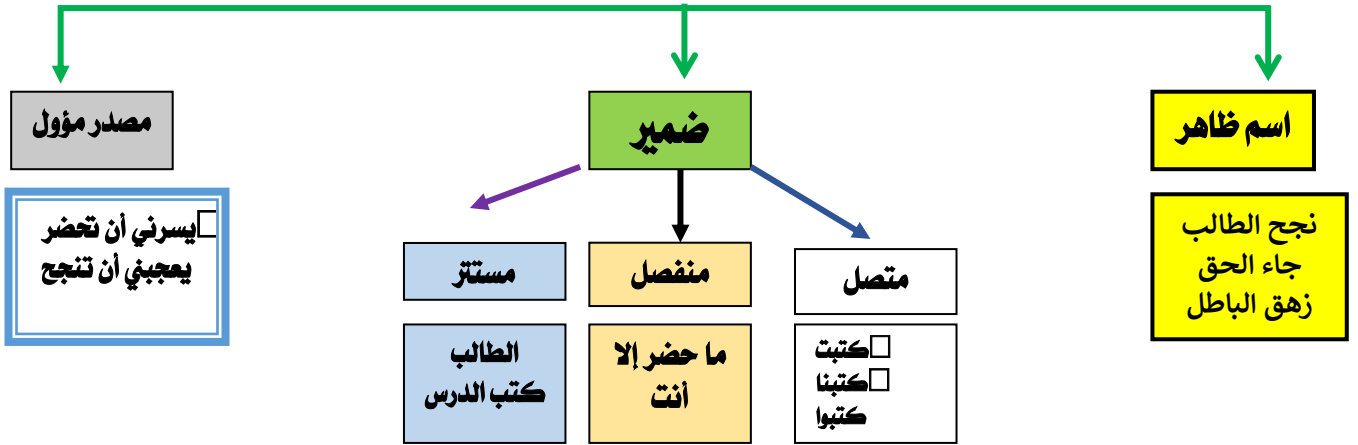 اسم ظاهر
نجح الطالب
جاء الحق
زهق الباطل
ضمير
متصل
كتبت
كتبنا
كتبوا
منفصل
ما حضر إلا
أنت
مستتر
الطالب
كتب الدرس
مصدر مؤول
يسرني أن تحضر
يعجبني أن تنجح